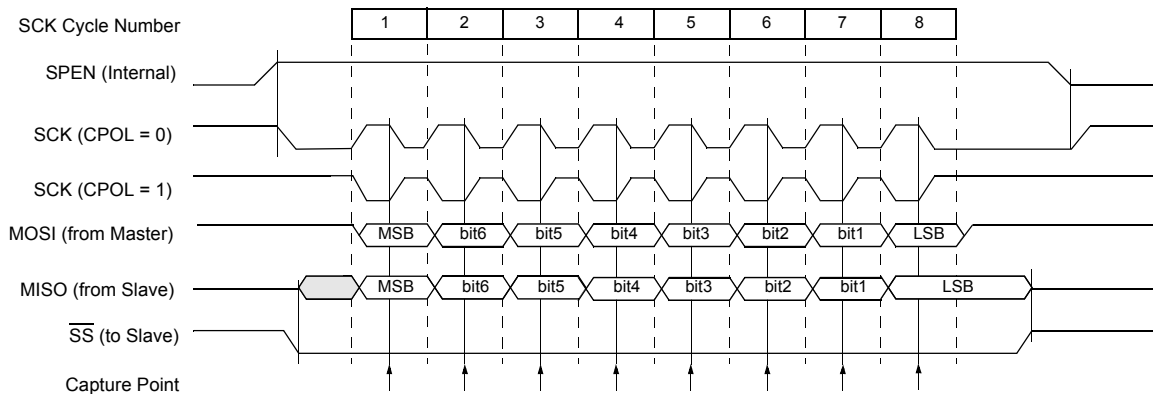 SCK Cycle Number 1 2 3 4 5 6 7 8
SPEN (Internal)
SCK (CPOL = 0)
SCK (CPOL = 1)
MOSI (from Master) MSB bit6 bit5 bit4 bit3 bit2 bit1 LSB
MISO (from Slave) MSB bit6 bit5 bit4 bit3 bit2 bit1 LSB
SS (to Slave)
Capture Point